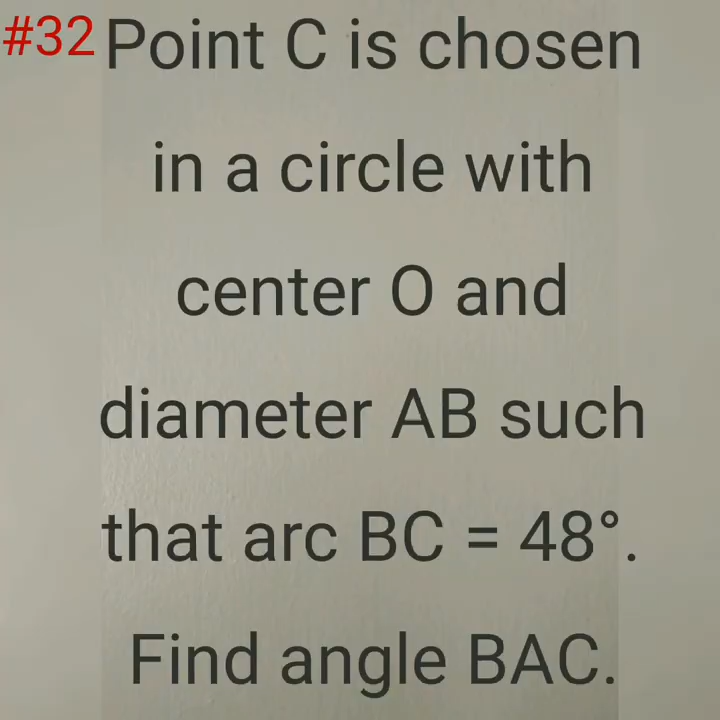 #32 Point C is chosen
in a circle with
center O and
diameter AB such
that arc BC = 48°.
Find angle BAC.